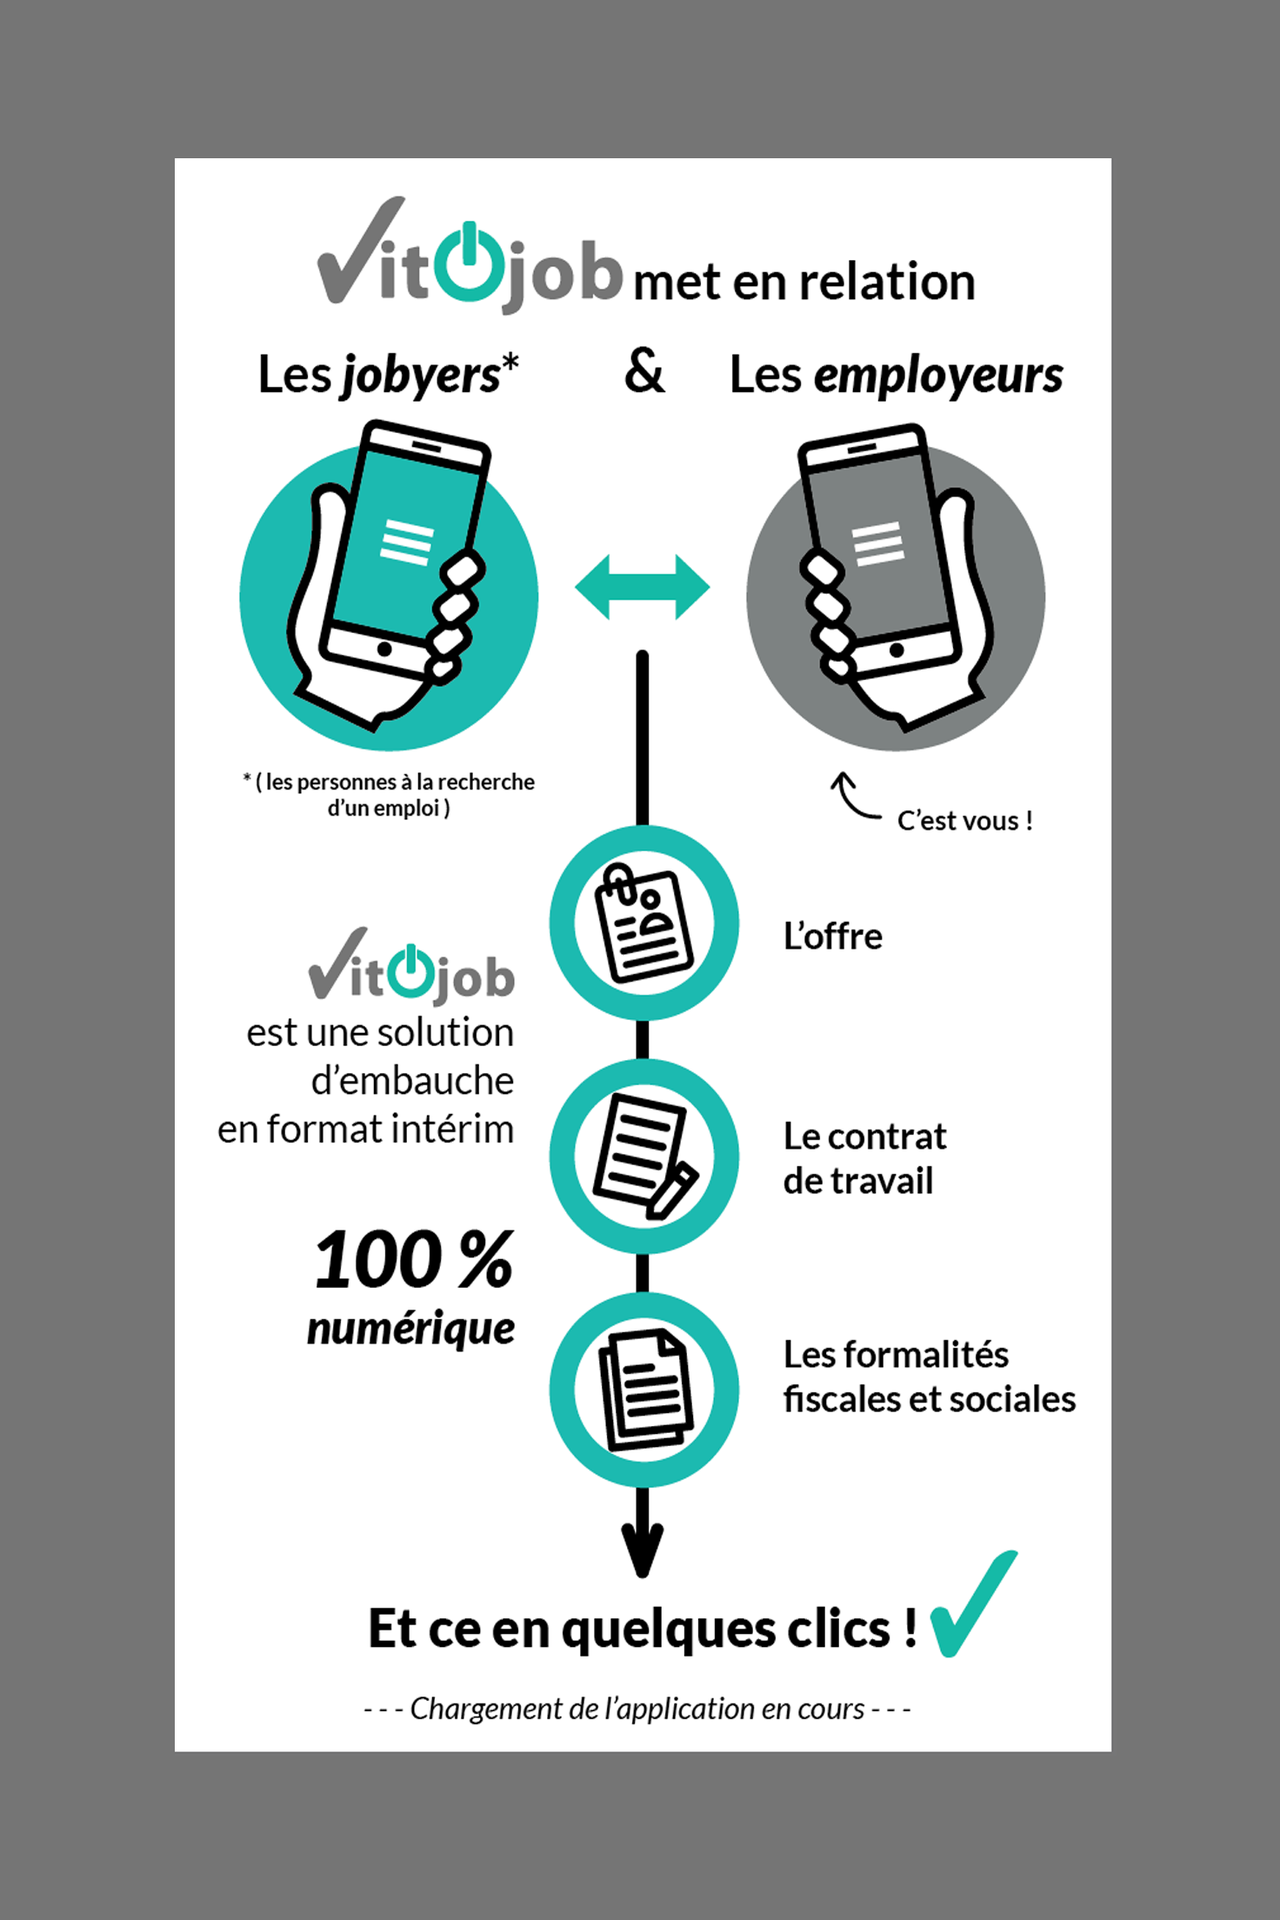 Vitojob met en relation
Les jobyers* & Les employeurs
* ( les personnes à la recherche
d’un emploi )
C’est vous !
Vitojob
est une solution
d’embauche
en format intérim
100 %
numérique
L’offre
Le contrat
de travail
Les formalités
fiscales et sociales
Et ce en quelques clics !
- - - Chargement de l’application en cours - - -